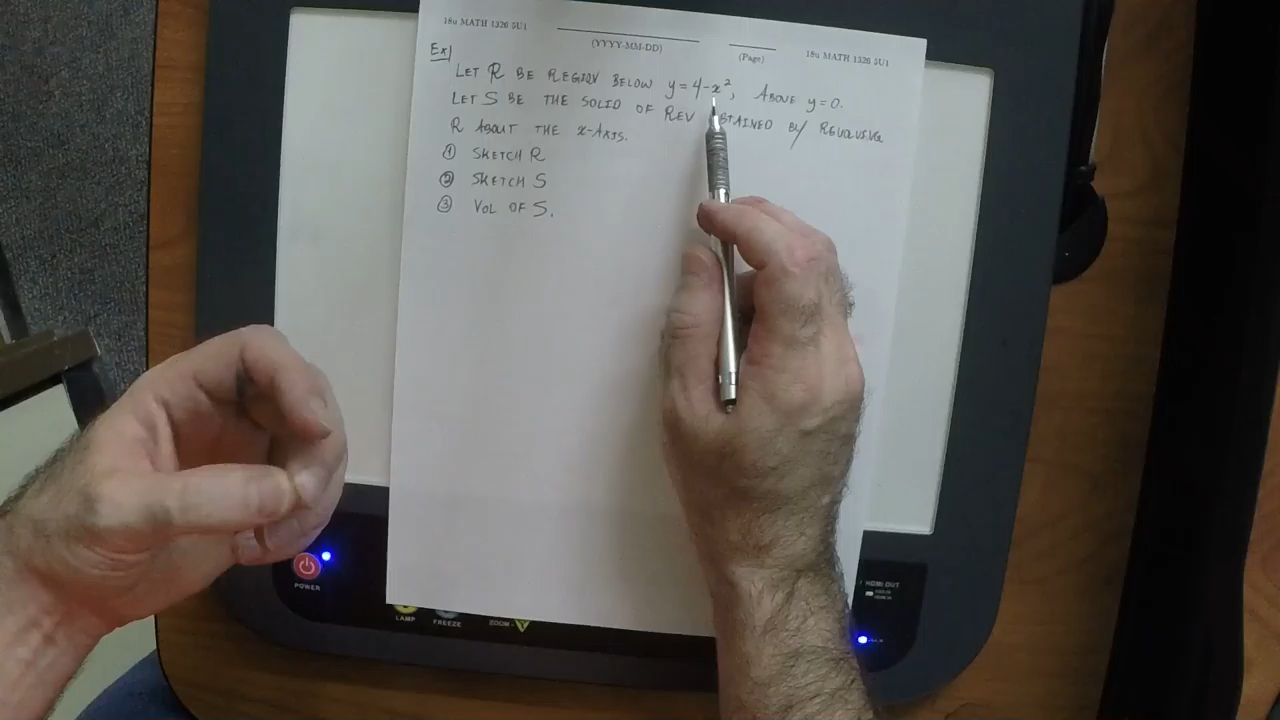 18u MATH 1326 5U1
(YYYY-MM-DD)
(Page)
18u MATH 1326 5U1
Ex1
LET R BE REGION BELOW y=4-x², ABOVE y=0.
LET S BE THE SOLID OF REV OBTAINED BY REVOLVING
R ABOUT THE x-AXIS.
① SKETCH R
② SKETCH S
③ VOL OF S.
POWER
LAMP
FREEZE
ZOOM
HDMI OUT